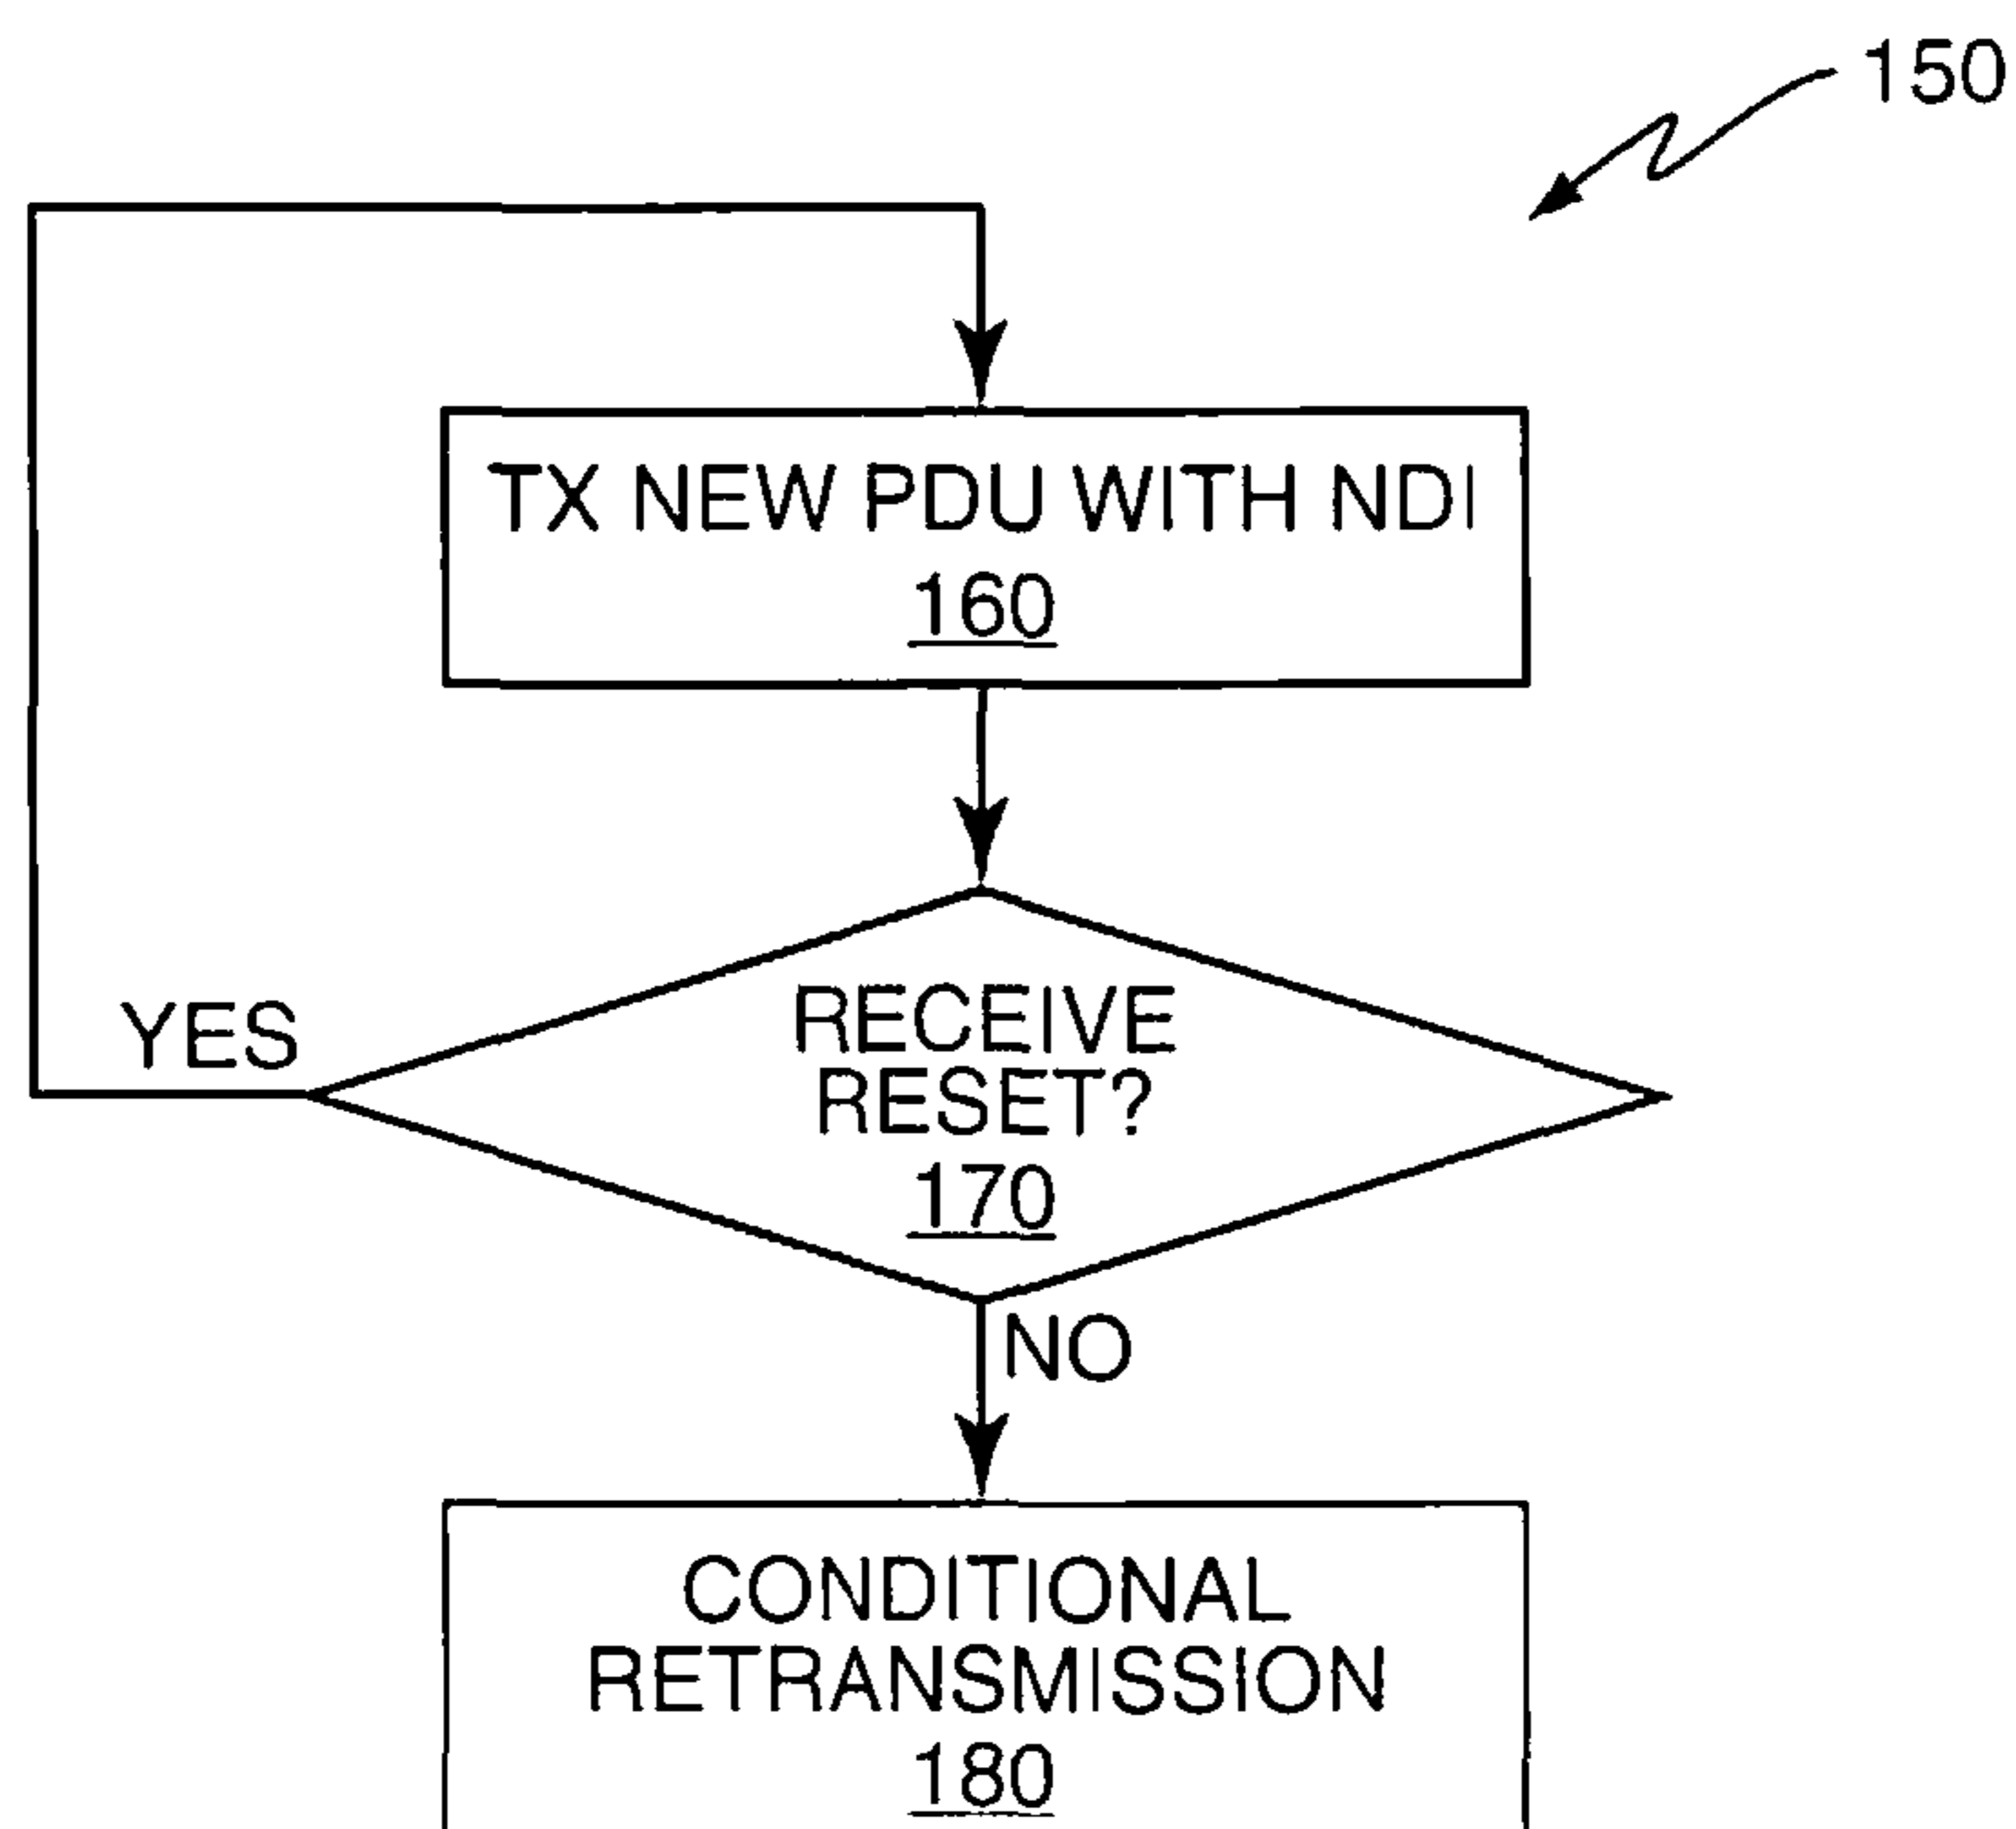 150
TX NEW PDU WITH NDI
160
RECEIVE
RESET?
170
YES
NO
CONDITIONAL
RETRANSMISSION
180